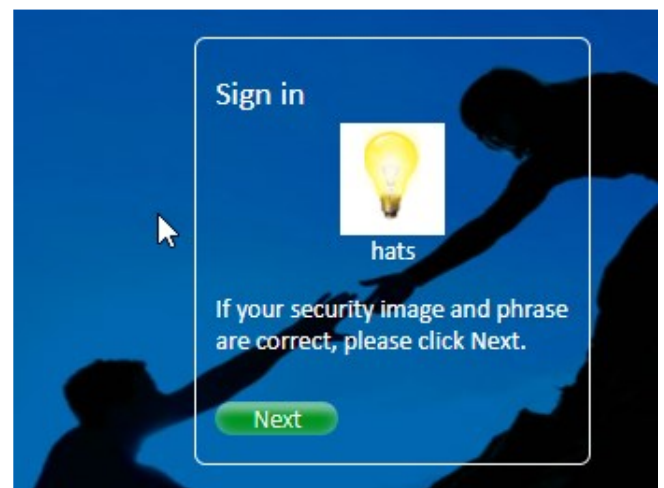 Sign in
hats
If your security image and phrase
are correct, please click Next.
Next